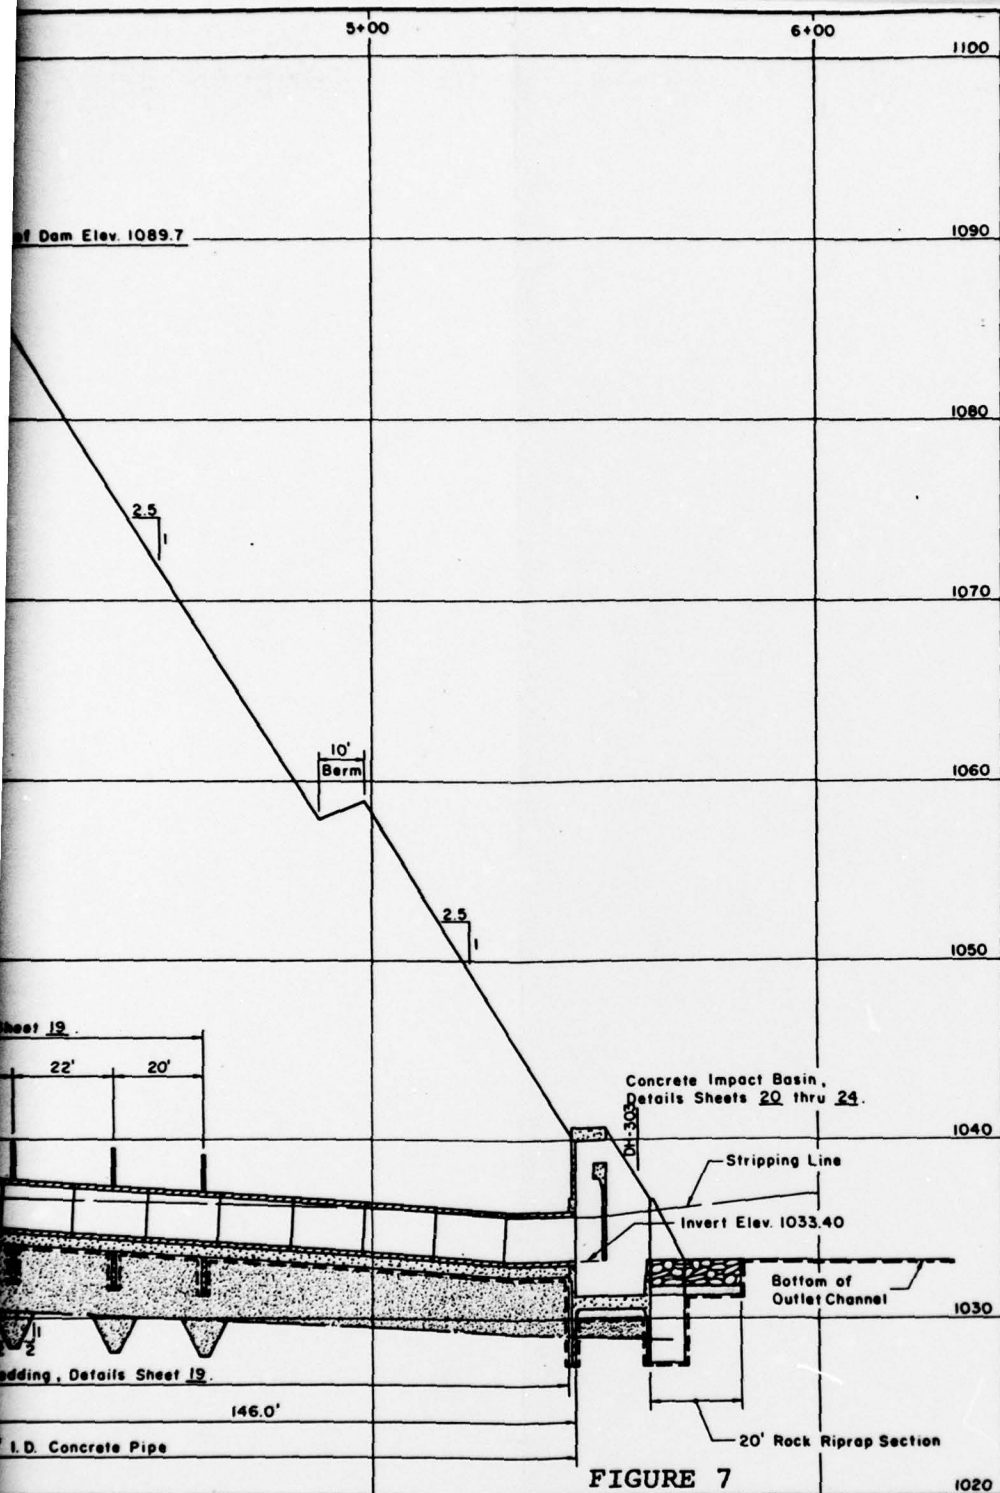 5+00
6+00
1100
of Dam Elev. 1089.7
1090
1080
2.5
1
1070
10'
Berm
1060
2.5
1
1050
Sheet 19.
22'
20'
Concrete Impact Basin,
Details Sheets 20 thru 24.
DH-303
1040
Stripping Line
Invert Elev. 1033.40
Bottom of
Outlet Channel
1030
1
2
2
Details Sheet 19.
146.0'
I.D. Concrete Pipe
20' Rock Riprap Section
FIGURE 7
1020